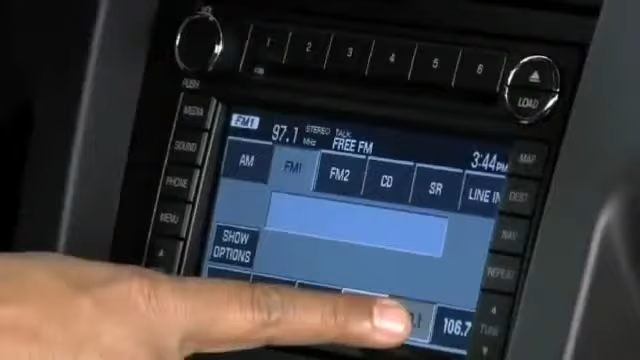 1 2 3 4 5 6
PUSH
LOAD
MEDIA
SOUND
PHONE
MENU
MAP
DEST
NAV
REPEAT
TUNE
FM1 97.1 MHz STEREO TALK
FREE FM
3:44PM
AM FM1 FM2 CD SR LINE IN
SHOW
OPTIONS
106.7